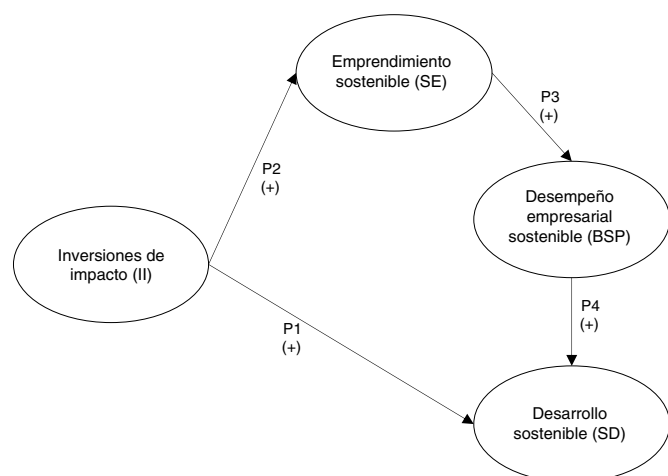 Emprendimiento
sostenible (SE)
P3
(+)
P2
(+)
Desempeño
empresarial
sostenible (BSP)
Inversiones de
impacto (II)
P1
(+)
P4
(+)
Desarrollo
sostenible (SD)